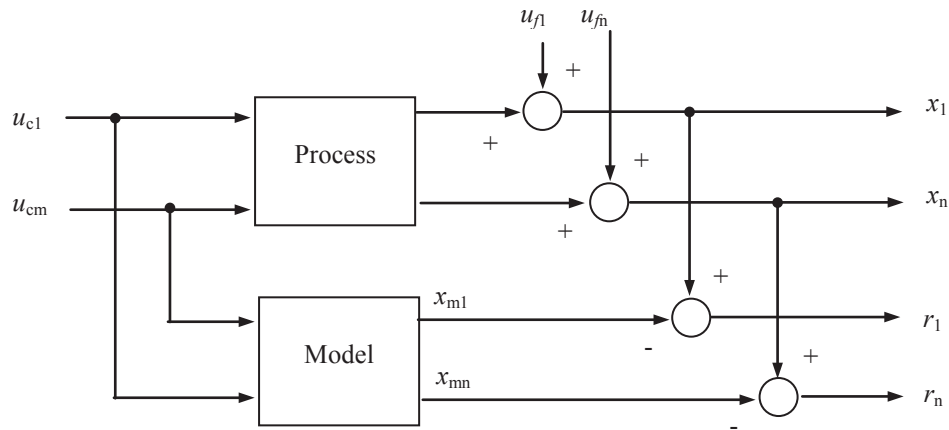 u_f1 u_fn
+
u_c1 x_1
Process
+
+
u_cm x_n
+
x_m1 +
r_1
Model -
x_mn +
r_n
-